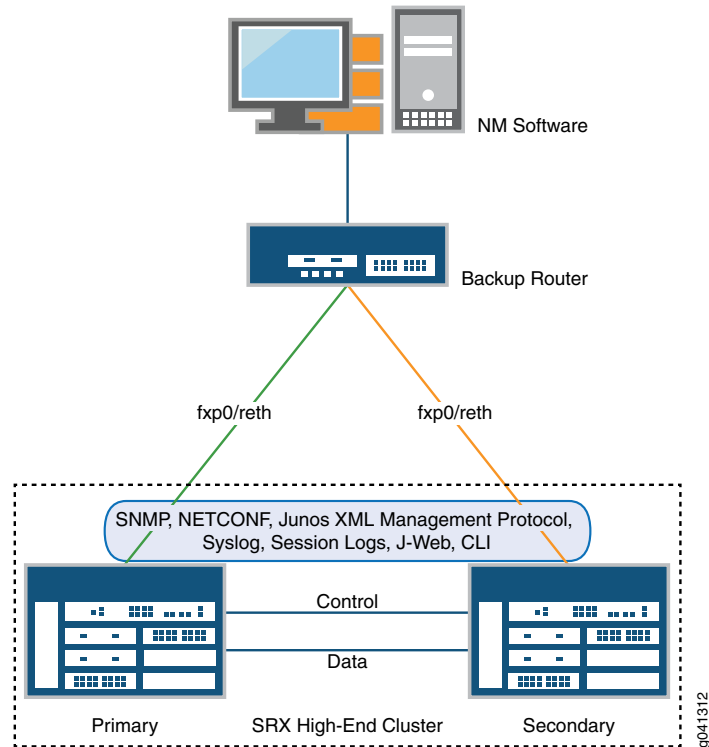 NM Software
Backup Router
fxp0/reth
fxp0/reth
SNMP, NETCONF, Junos XML Management Protocol,
Syslog, Session Logs, J-Web, CLI
Control
Data
Primary
SRX High-End Cluster
Secondary
g041312